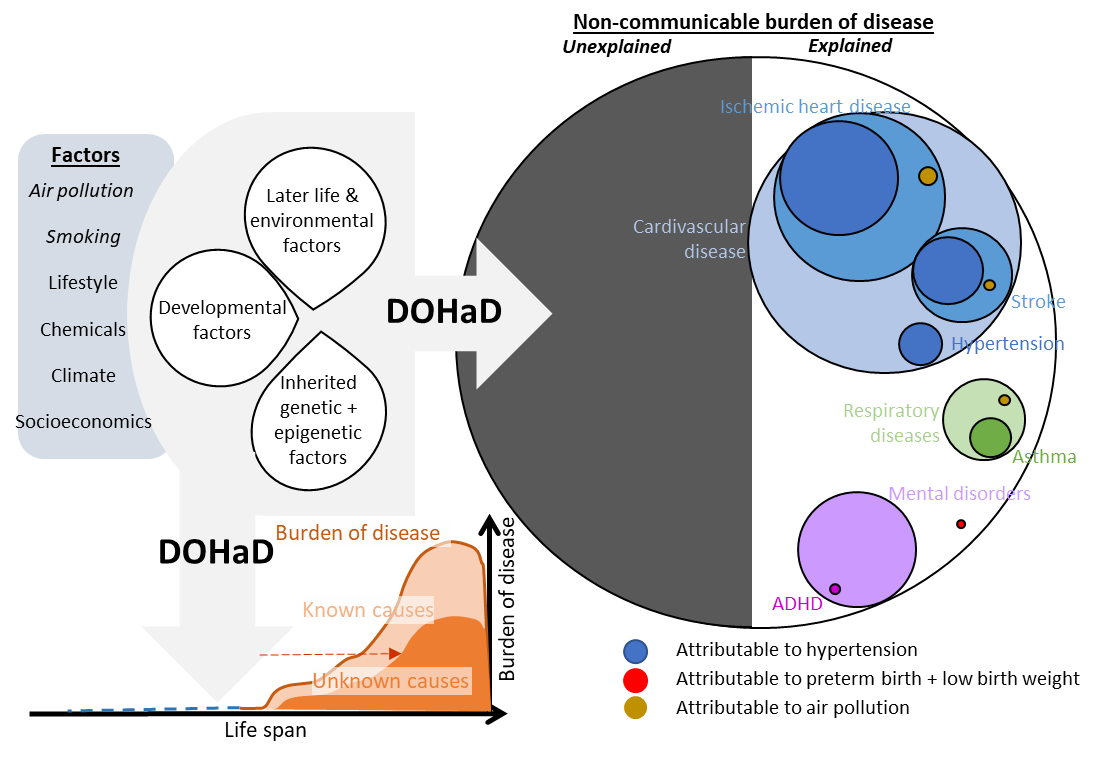 Non-communicable burden of disease
Unexplained
Explained
Factors
Air pollution
Smoking
Lifestyle
Chemicals
Climate
Socioeconomics
Later life &
environmental
factors
Developmental
factors
Inherited
genetic +
epigenetic
factors
DOHaD
DOHaD
Ischemic heart disease
Cardivascular
disease
Stroke
Hypertension
Respiratory
diseases
Asthma
Mental disorders
ADHD
Burden of disease
Known causes
Unknown causes
Burden of disease
Life span
Attributable to hypertension
Attributable to preterm birth + low birth weight
Attributable to air pollution